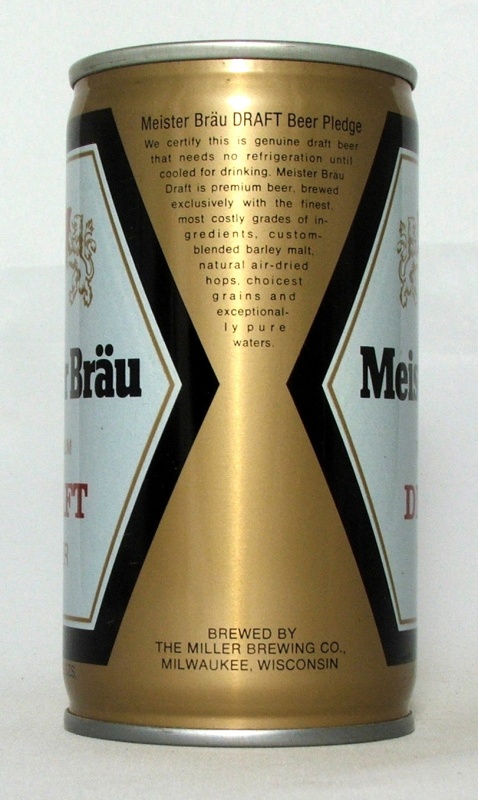 Meister Bräu DRAFT Beer Pledge
We certify this is genuine draft beer
that needs no refrigeration until
cooled for drinking. Meister Bräu
Draft is premium beer, brewed
exclusively with the finest,
most costly grades of in-
gredients, custom-
blended barley malt,
natural air-dried
hops, choicest
grains and
exceptional-
ly pure
waters.
rBräu
Meis
FT
D
BREWED BY
THE MILLER BREWING CO.,
MILWAUKEE, WISCONSIN